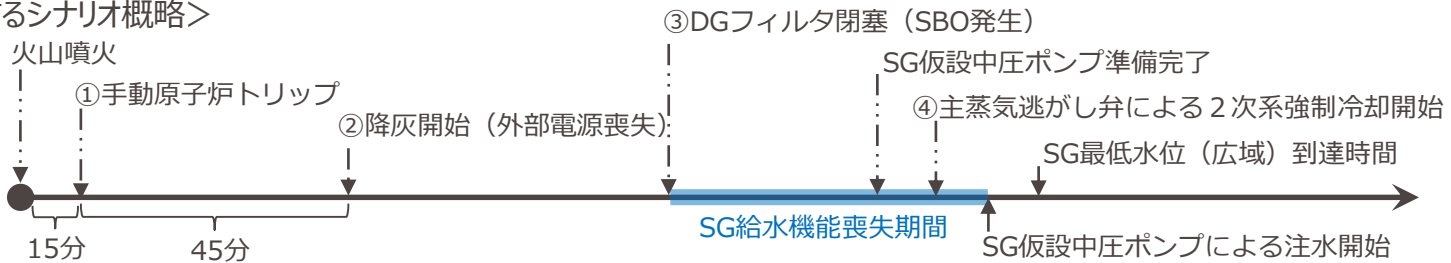 るシナリオ概略＞
火山噴火
①手動原子炉トリップ
②降灰開始（外部電源喪失）
③DGフィルタ閉塞（SBO発生）
SG仮設中圧ポンプ準備完了
④主蒸気逃がし弁による２次系強制冷却開始
SG最低水位（広域）到達時間
15分
45分
SG給水機能喪失期間
SG仮設中圧ポンプによる注水開始